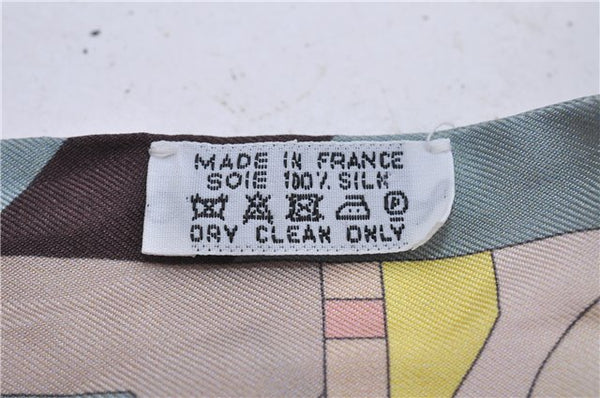 MADE IN FRANCE
SOIE 100% SILK
P
DRY CLEAN ONLY